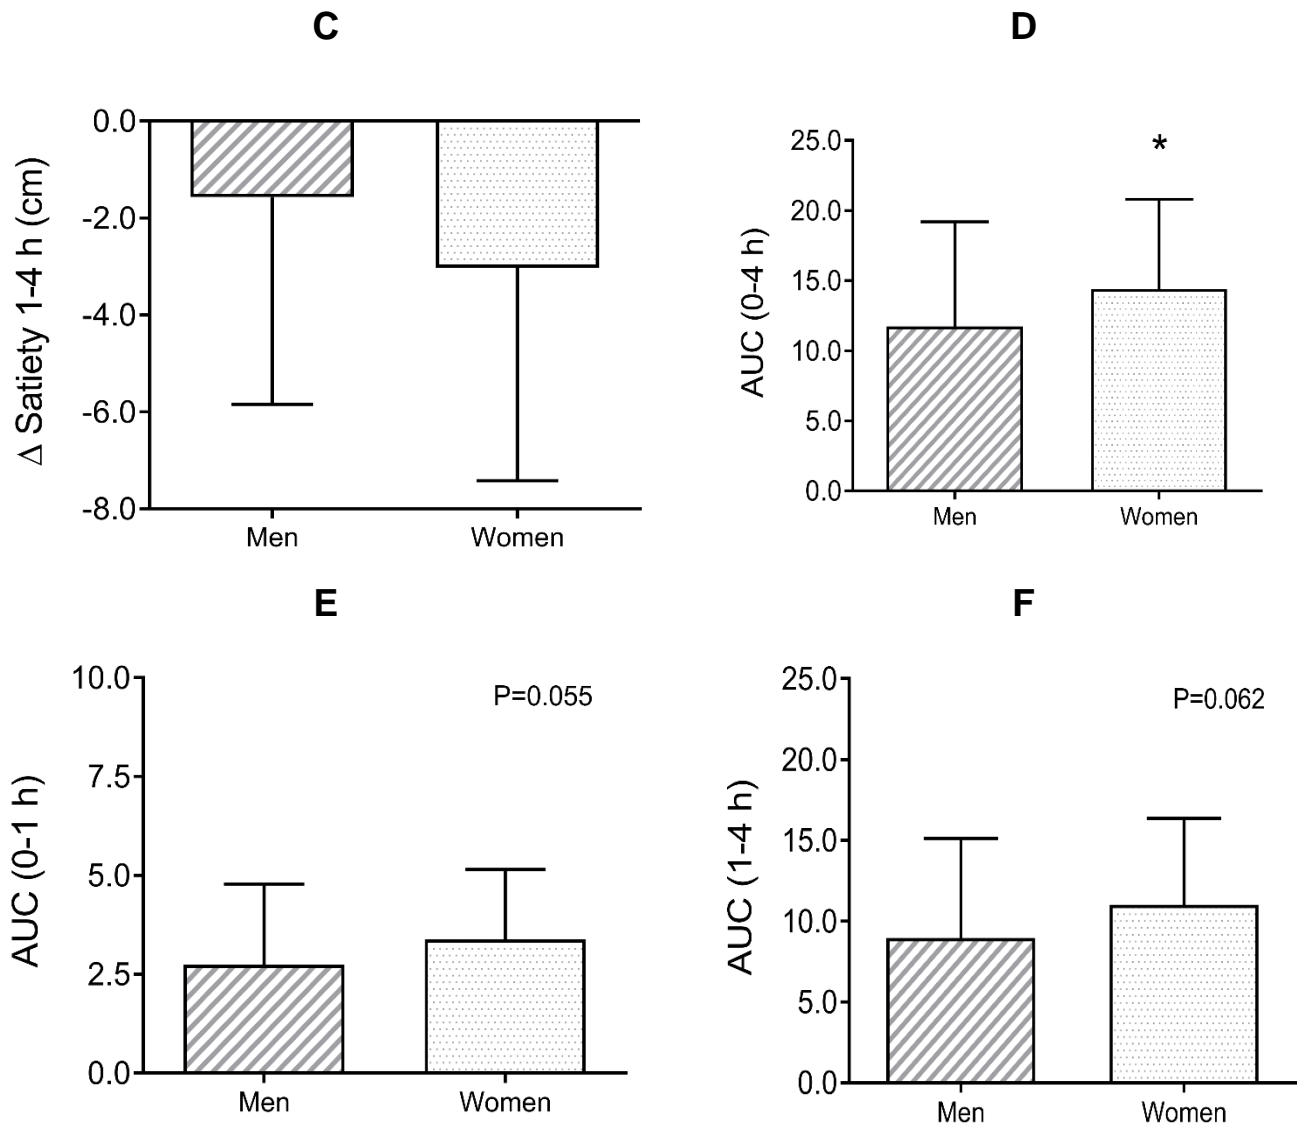 C
Δ Satiety 1-4 h (cm)
0.0
-2.0
-4.0
-6.0
-8.0
Men Women
D
AUC (0-4 h)
25.0
20.0
15.0
10.0
5.0
0.0
*
Men Women
E
AUC (0-1 h)
10.0
7.5
5.0
2.5
0.0
P=0.055
Men Women
F
AUC (1-4 h)
25.0
20.0
15.0
10.0
5.0
0.0
P=0.062
Men Women